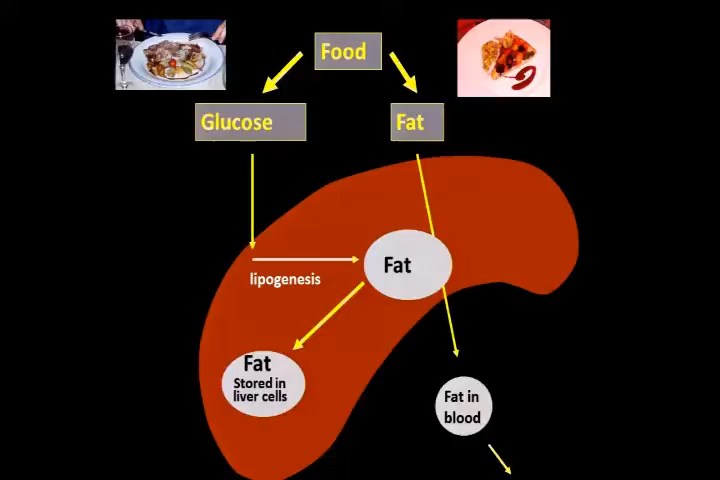 Food
Glucose
Fat
Fat
lipogenesis
Fat
Stored in
liver cells
Fat in
blood